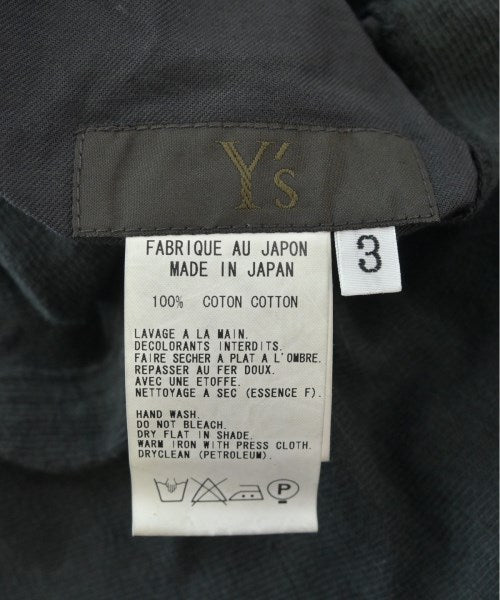 Y's
FABRIQUE AU JAPON
MADE IN JAPAN
3
100% COTON COTTON
LAVAGE A LA MAIN.
DECOLORANTS INTERDITS.
FAIRE SECHER A PLAT A L'OMBRE.
REPASSER AU FER DOUX.
AVEC UNE ETOFFE.
NETTOYAGE A SEC (ESSENCE F).
HAND WASH.
DO NOT BLEACH.
DRY FLAT IN SHADE.
WARM IRON WITH PRESS CLOTH.
DRYCLEAN (PETROLEUM).
P